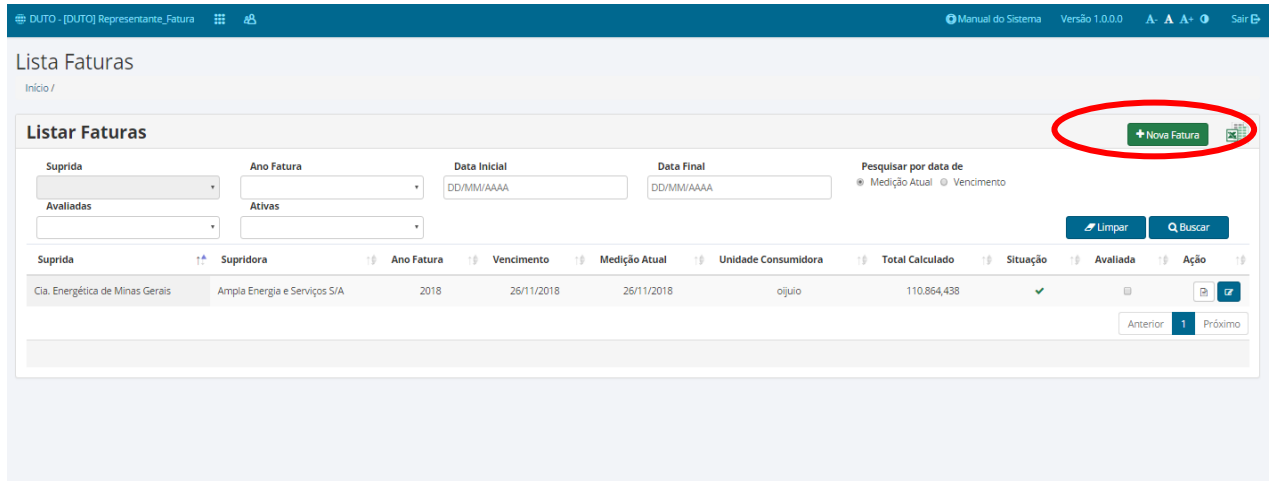 DUTO - [DUTO] Representante_Fatura Manual do Sistema Versão 1.0.0.0 A- A A+ Sair
Lista Faturas
Início /
Listar Faturas
+ Nova Fatura
Suprida Ano Fatura Data Inicial Data Final Pesquisar por data de
DD/MM/AAAA DD/MM/AAAA Medição Atual Vencimento
Avaliadas Ativas
Limpar Buscar
Suprida Supridora Ano Fatura Vencimento Medição Atual Unidade Consumidora Total Calculado Situação Avaliada Ação
Cia. Energética de Minas Gerais Ampla Energia e Serviços S/A 2018 26/11/2018 26/11/2018 oijuio 110.864,438
Anterior 1 Próximo